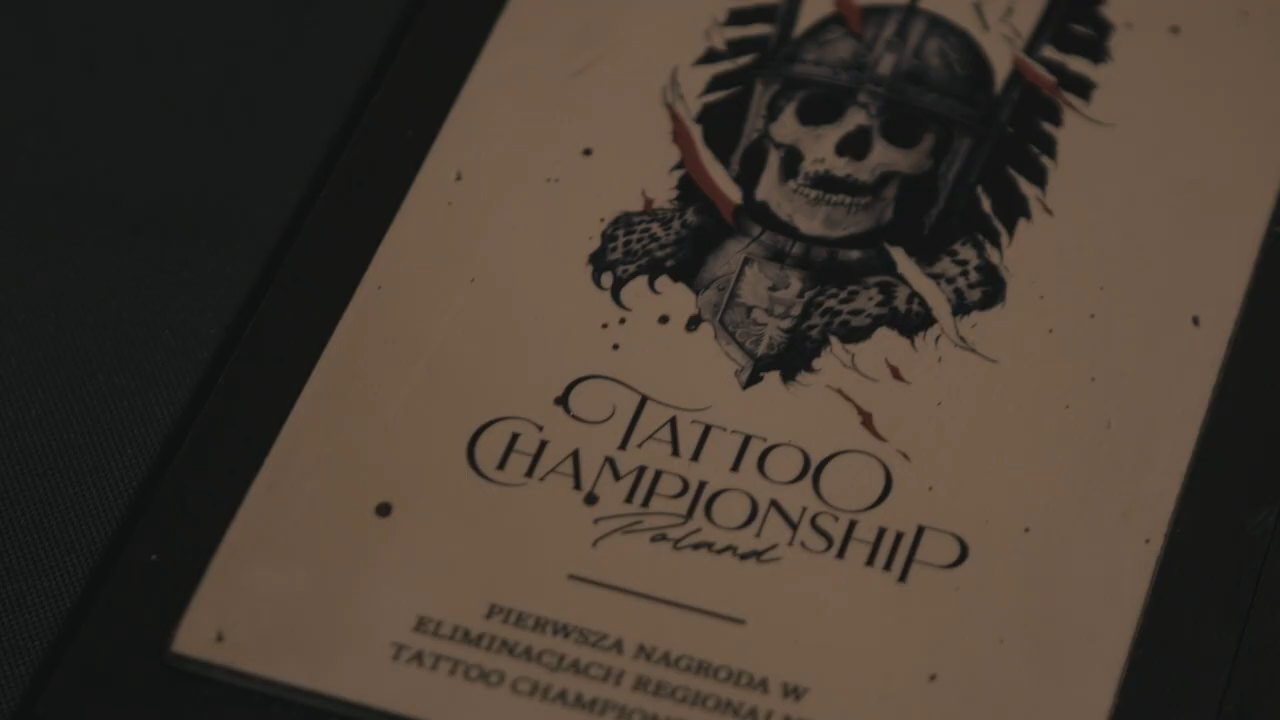 TATTOO
CHAMPIONSHIP
Poland
PIERWSZA NAGRODA W
ELIMINACJACH
TATTOO